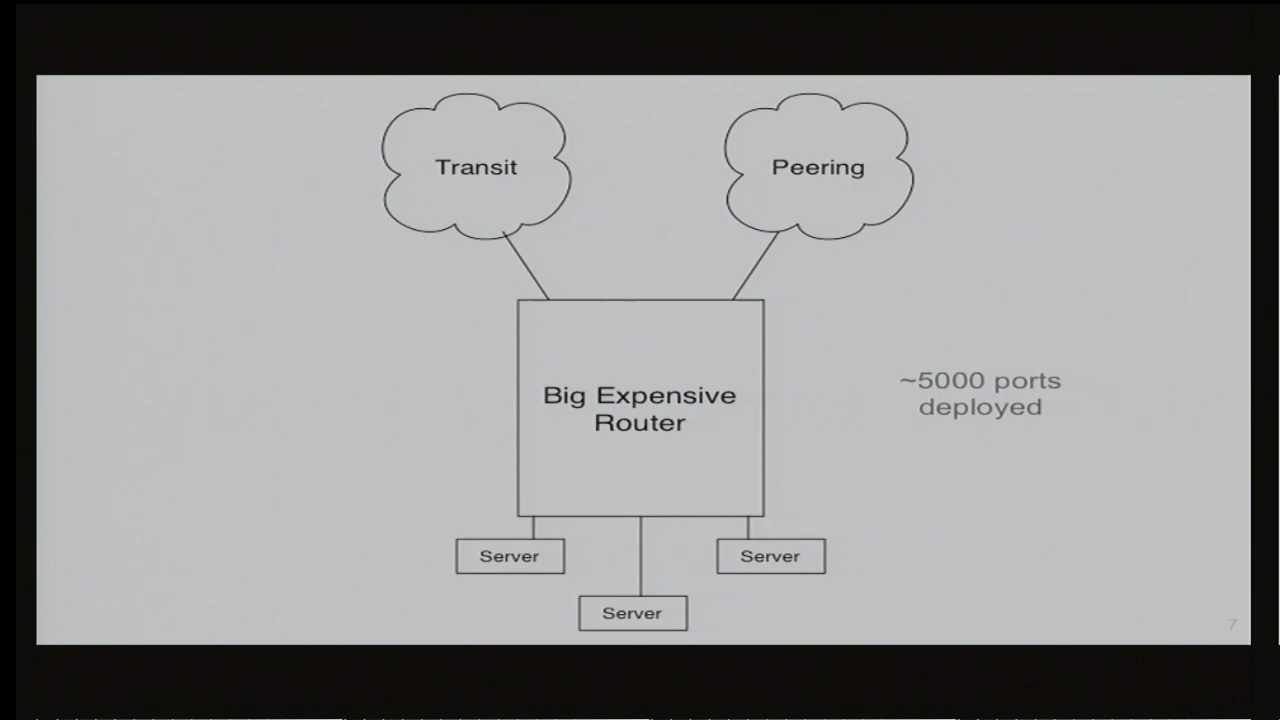 Transit
Peering
Big Expensive
Router
~5000 ports
deployed
Server
Server
Server
7